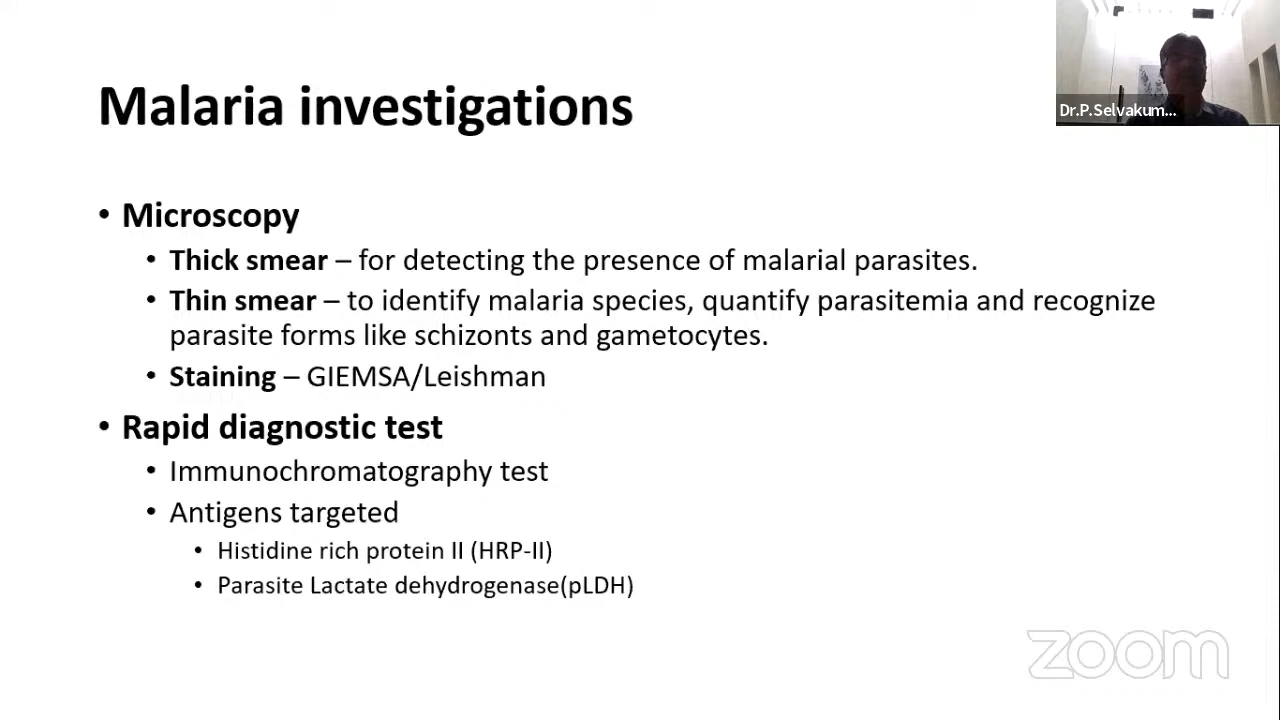 Malaria investigations
Dr.P.Selvakum...
• Microscopy
• Thick smear – for detecting the presence of malarial parasites.
• Thin smear – to identify malaria species, quantify parasitemia and recognize
parasite forms like schizonts and gametocytes.
• Staining – GIEMSA/Leishman
• Rapid diagnostic test
• Immunochromatography test
• Antigens targeted
• Histidine rich protein II (HRP-II)
• Parasite Lactate dehydrogenase(pLDH)
zoom